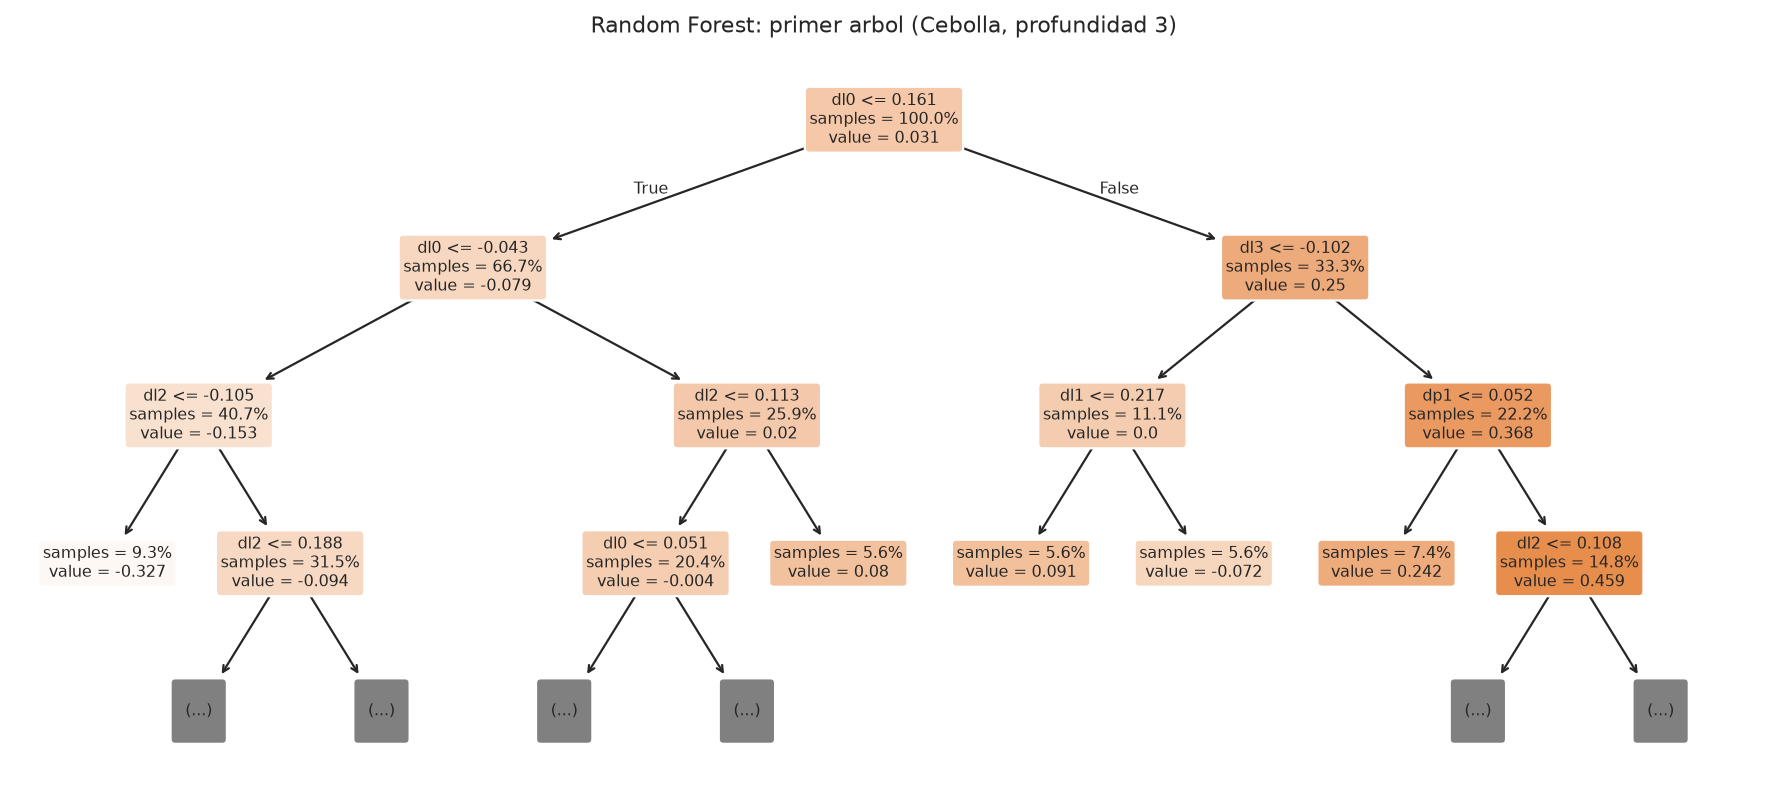 Random Forest: primer arbol (Cebolla, profundidad 3)
dl0 <= 0.161
samples = 100.0%
value = 0.031
True
False
dl0 <= -0.043
samples = 66.7%
value = -0.079
dl3 <= -0.102
samples = 33.3%
value = 0.25
dl2 <= -0.105
samples = 40.7%
value = -0.153
dl2 <= 0.113
samples = 25.9%
value = 0.02
dl1 <= 0.217
samples = 11.1%
value = 0.0
dp1 <= 0.052
samples = 22.2%
value = 0.368
samples = 9.3%
value = -0.327
dl2 <= 0.188
samples = 31.5%
value = -0.094
dl0 <= 0.051
samples = 20.4%
value = -0.004
samples = 5.6%
value = 0.08
samples = 5.6%
value = 0.091
samples = 5.6%
value = -0.072
samples = 7.4%
value = 0.242
dl2 <= 0.108
samples = 14.8%
value = 0.459
(...)
(...)
(...)
(...)
(...)
(...)